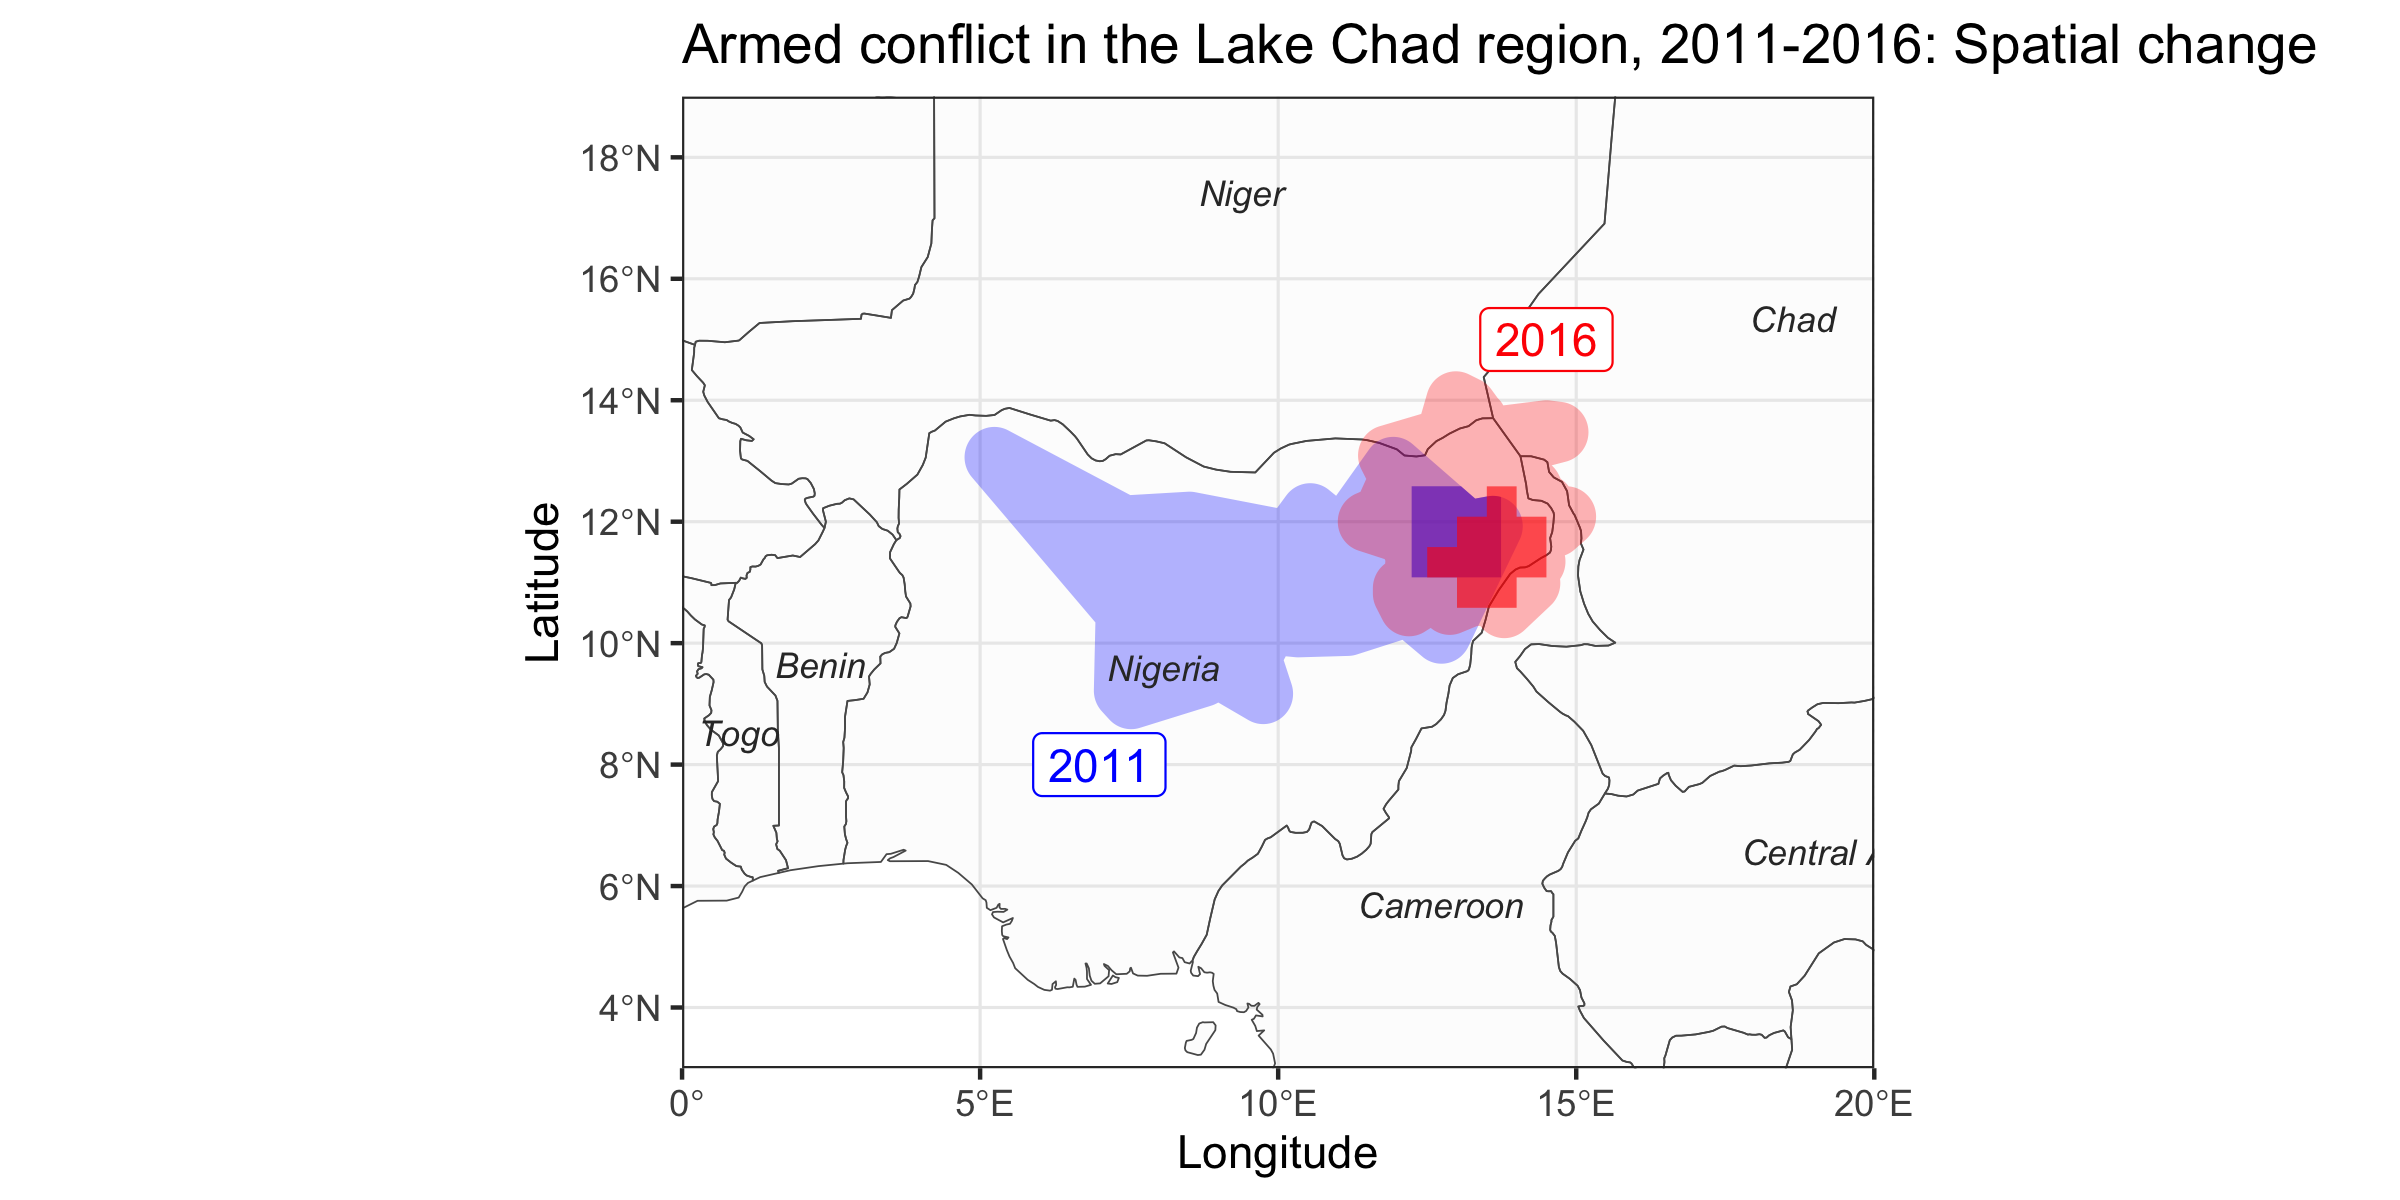 Armed conflict in the Lake Chad region, 2011-2016: Spatial change
18°N
Niger
16°N
Chad
2016
14°N
12°N
Latitude
10°N
Benin
Nigeria
Togo
2011
8°N
Central A
6°N
Cameroon
4°N
0°
5°E
10°E
15°E
20°E
Longitude